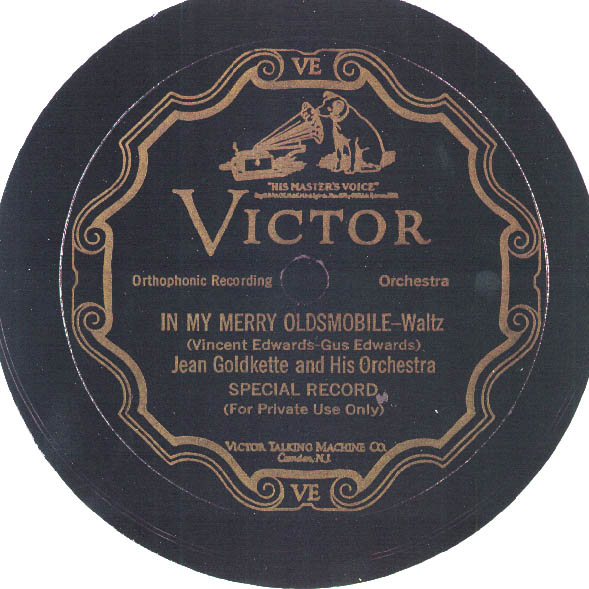 VE
"HIS MASTER'S VOICE"
VICTOR
Orthophonic Recording Orchestra
IN MY MERRY OLDSMOBILE-Waltz
(Vincent Edwards-Gus Edwards)
Jean Goldkette and His Orchestra
SPECIAL RECORD
(For Private Use Only)
VICTOR TALKING MACHINE CO.
Camden, N.J.
VE